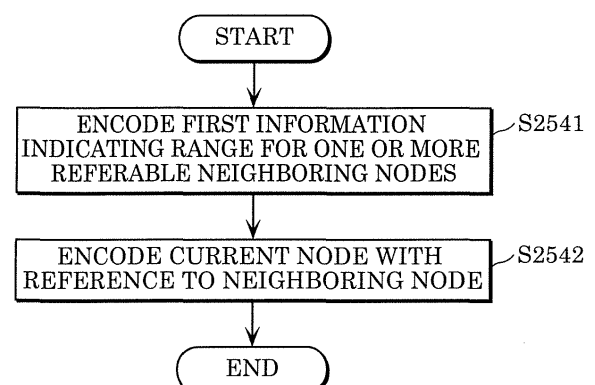 START
ENCODE FIRST INFORMATION
INDICATING RANGE FOR ONE OR MORE
REFERABLE NEIGHBORING NODES
S2541
ENCODE CURRENT NODE WITH
REFERENCE TO NEIGHBORING NODE
S2542
END